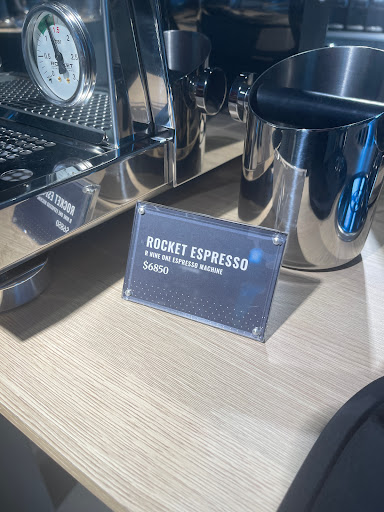 ROCKET ESPRESSO
R NINE ONE ESPRESSO MACHINE
$6850